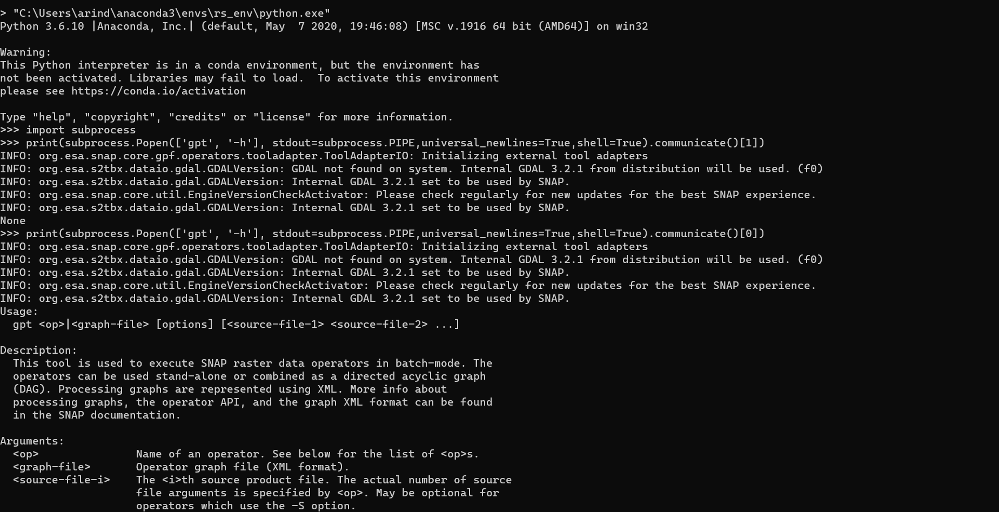 > "C:\Users\arind\anaconda3\envs\rs_env\python.exe"
Python 3.6.10 |Anaconda, Inc.| (default, May  7 2020, 19:46:08) [MSC v.1916 64 bit (AMD64)] on win32

Warning:
This Python interpreter is in a conda environment, but the environment has
not been activated. Libraries may fail to load.  To activate this environment
please see https://conda.io/activation

Type "help", "copyright", "credits" or "license" for more information.
>>> import subprocess
>>> print(subprocess.Popen(['gpt', '-h'], stdout=subprocess.PIPE,universal_newlines=True,shell=True).communicate()[1])
INFO: org.esa.snap.core.gpf.operators.tooladapter.ToolAdapterIO: Initializing external tool adapters
INFO: org.esa.s2tbx.dataio.gdal.GDALVersion: GDAL not found on system. Internal GDAL 3.2.1 from distribution will be used. (f0)
INFO: org.esa.s2tbx.dataio.gdal.GDALVersion: Internal GDAL 3.2.1 set to be used by SNAP.
INFO: org.esa.snap.core.util.EngineVersionCheckActivator: Please check regularly for new updates for the best SNAP experience.
INFO: org.esa.s2tbx.dataio.gdal.GDALVersion: Internal GDAL 3.2.1 set to be used by SNAP.
None
>>> print(subprocess.Popen(['gpt', '-h'], stdout=subprocess.PIPE,universal_newlines=True,shell=True).communicate()[0])
INFO: org.esa.snap.core.gpf.operators.tooladapter.ToolAdapterIO: Initializing external tool adapters
INFO: org.esa.s2tbx.dataio.gdal.GDALVersion: GDAL not found on system. Internal GDAL 3.2.1 from distribution will be used. (f0)
INFO: org.esa.s2tbx.dataio.gdal.GDALVersion: Internal GDAL 3.2.1 set to be used by SNAP.
INFO: org.esa.snap.core.util.EngineVersionCheckActivator: Please check regularly for new updates for the best SNAP experience.
INFO: org.esa.s2tbx.dataio.gdal.GDALVersion: Internal GDAL 3.2.1 set to be used by SNAP.
Usage:
  gpt <op>|<graph-file> [options] [<source-file-1> <source-file-2> ...]

Description:
  This tool is used to execute SNAP raster data operators in batch-mode. The
  operators can be used stand-alone or combined as a directed acyclic graph
  (DAG). Processing graphs are represented using XML. More info about
  processing graphs, the operator API, and the graph XML format can be found
  in the SNAP documentation.

Arguments:
  <op>               Name of an operator. See below for the list of <op>s.
  <graph-file>       Operator graph file (XML format).
  <source-file-i>    The <i>th source product file. The actual number of source
                     file arguments is specified by <op>. May be optional for
                     operators which use the -S option.